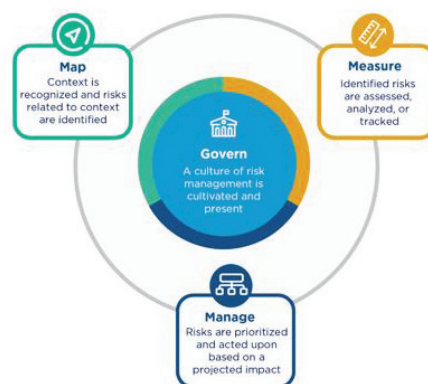 Map
Context is
recognized and risks
related to context
are identified
Measure
Identified risks
are assessed,
analyzed, or
tracked
Govern
A culture of risk
management is
cultivated and
present
Manage
Risks are prioritized
and acted upon
based on a
projected impact